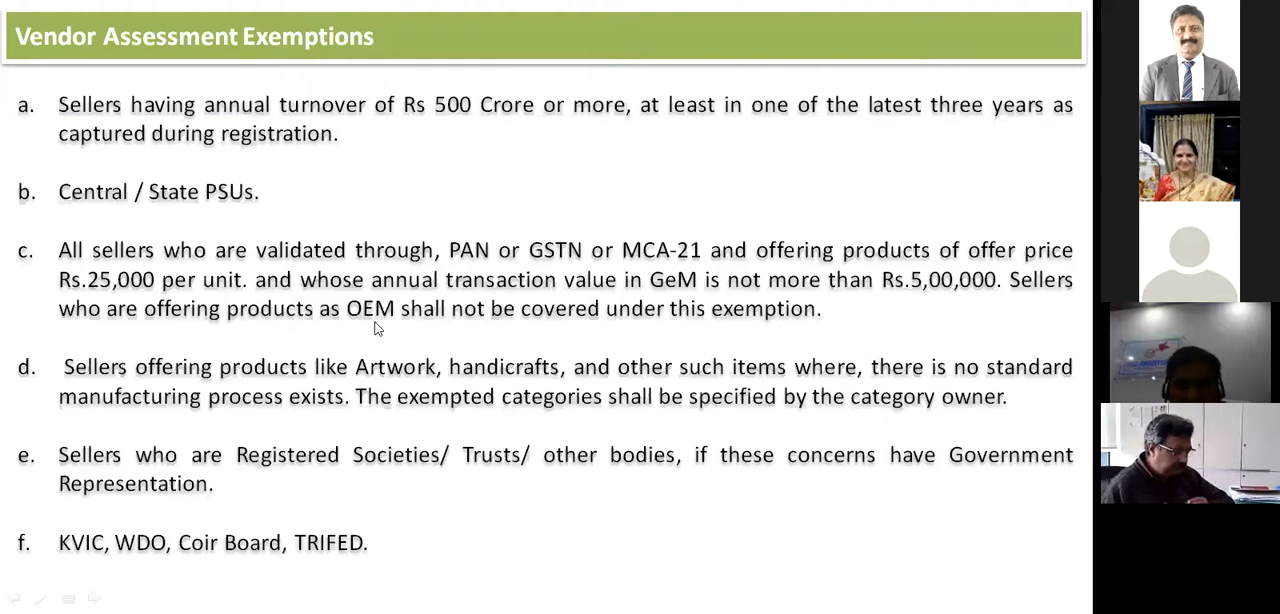 Vendor Assessment Exemptions
a. Sellers having annual turnover of Rs 500 Crore or more, at least in one of the latest three years as
captured during registration.
b. Central / State PSUs.
c. All sellers who are validated through, PAN or GSTN or MCA-21 and offering products of offer price
Rs.25,000 per unit. and whose annual transaction value in GeM is not more than Rs.5,00,000. Sellers
who are offering products as OEM shall not be covered under this exemption.
d. Sellers offering products like Artwork, handicrafts, and other such items where, there is no standard
manufacturing process exists. The exempted categories shall be specified by the category owner.
e. Sellers who are Registered Societies/ Trusts/ other bodies, if these concerns have Government
Representation.
f. KVIC, WDO, Coir Board, TRIFED.